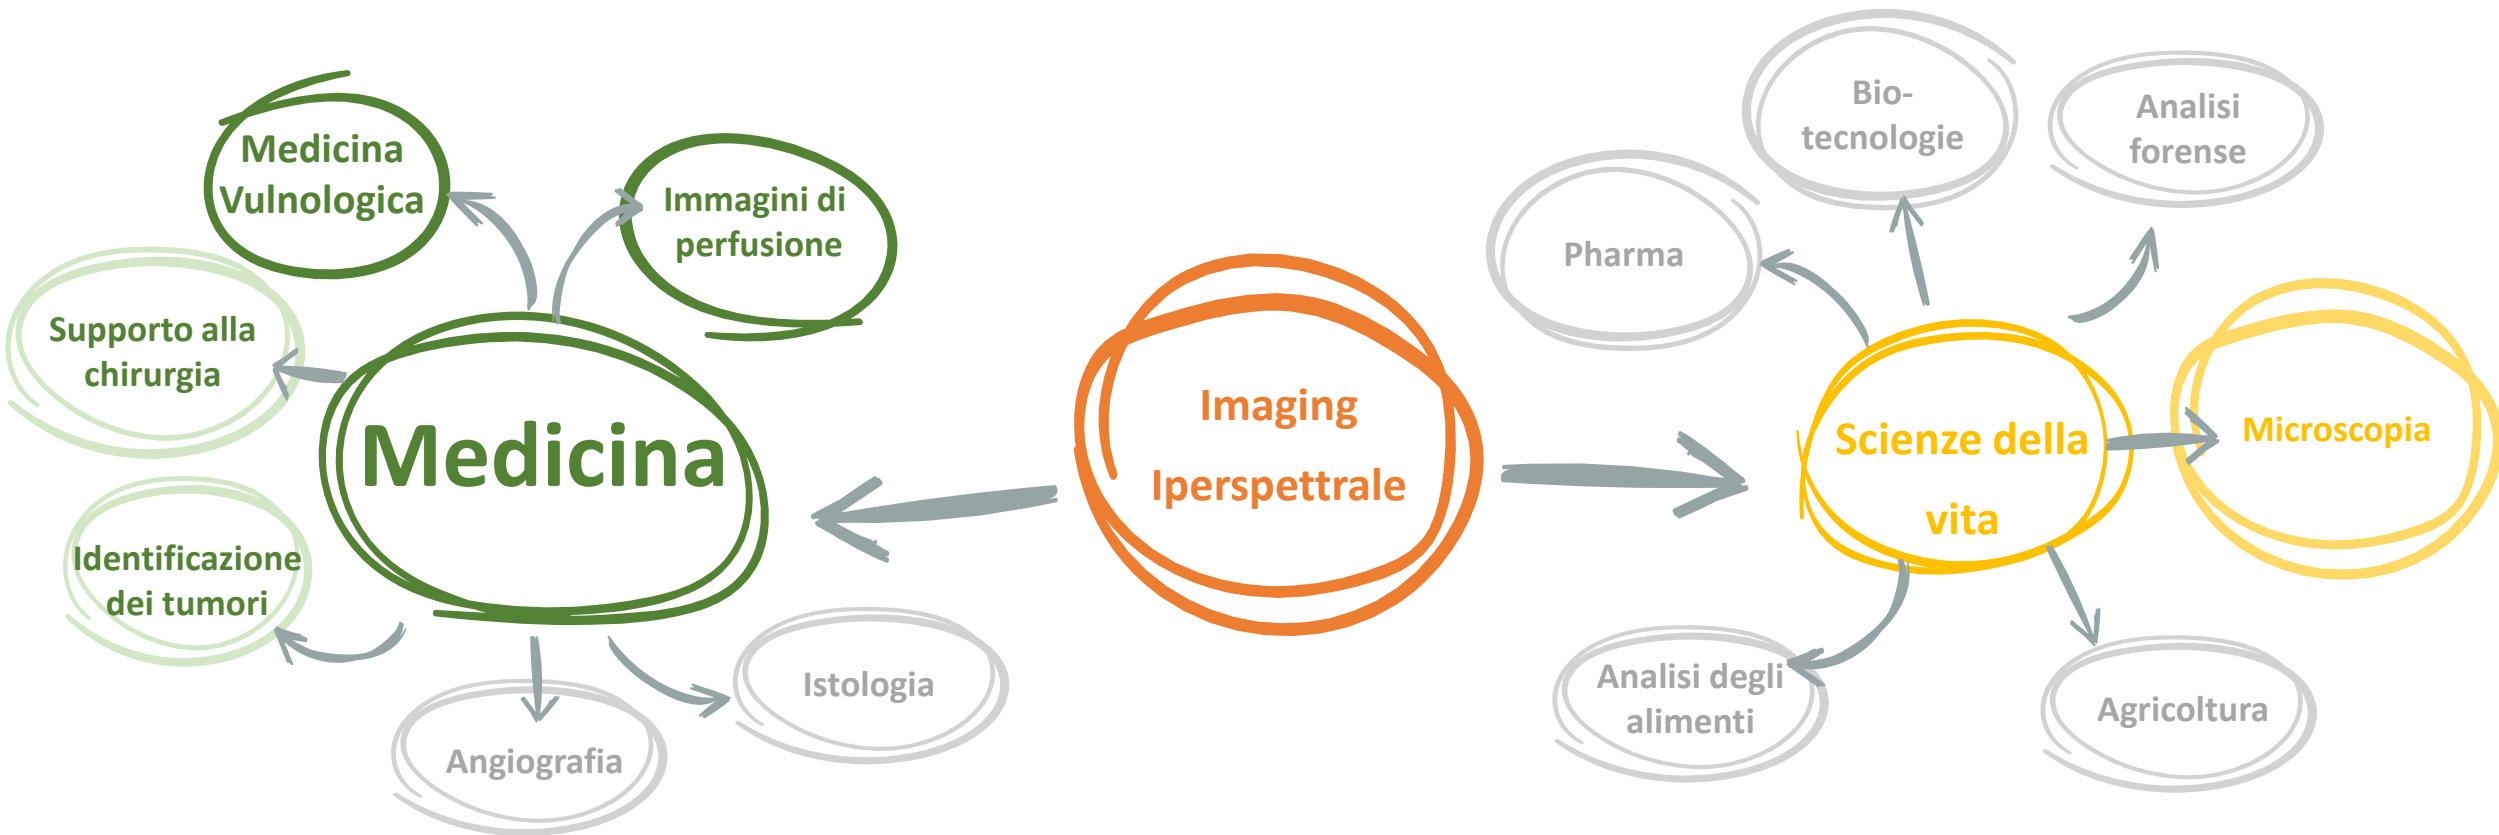 Medicina
Vulnologica
Immagini di
perfusione
Supporto alla
chirurgia
Medicina
Identificazione
dei tumori
Angiografia
Istologia
Imaging
Iperspettrale
Pharma
Bio-
tecnologie
Analisi
forense
Scienze della
vita
Microscopia
Analisi degli
alimenti
Agricoltura